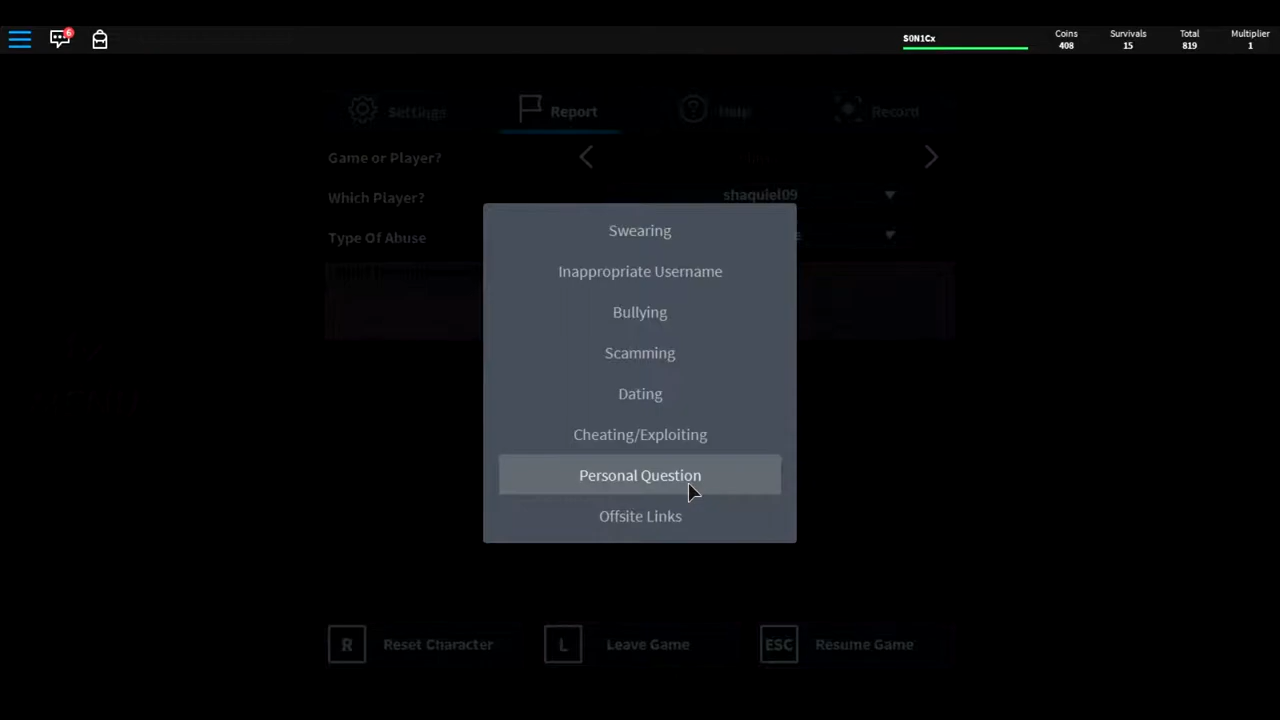 6
S0N1Cx
Coins
408
Survivals
15
Total
819
Multiplier
1
Settings
Report
Help
Record
Game or Player?
Which Player?
shaquiel09
Type Of Abuse
Swearing
Inappropriate Username
Bullying
Scamming
Dating
Cheating/Exploiting
Personal Question
Offsite Links
R
Reset Character
L
Leave Game
ESC
Resume Game